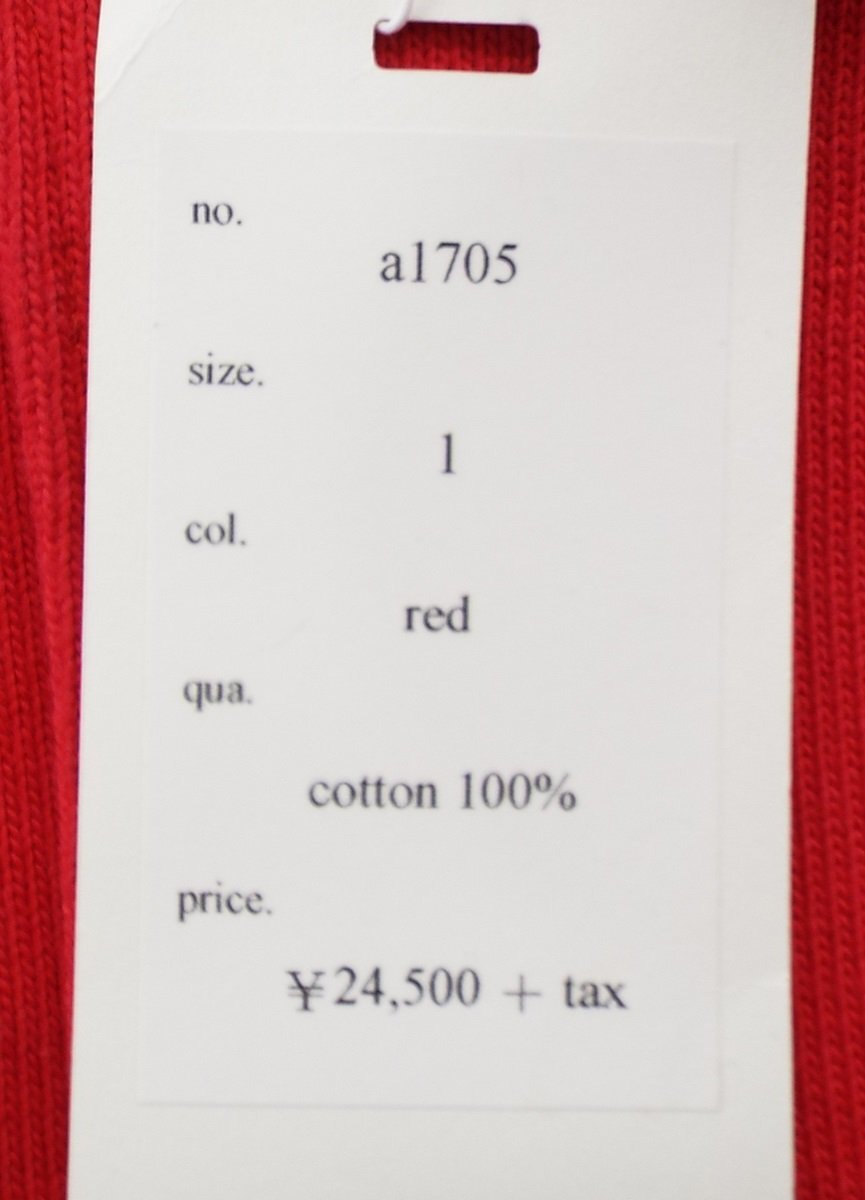 no.
a1705
size.
1
col.
red
qua.
cotton 100%
price.
¥24,500 + tax